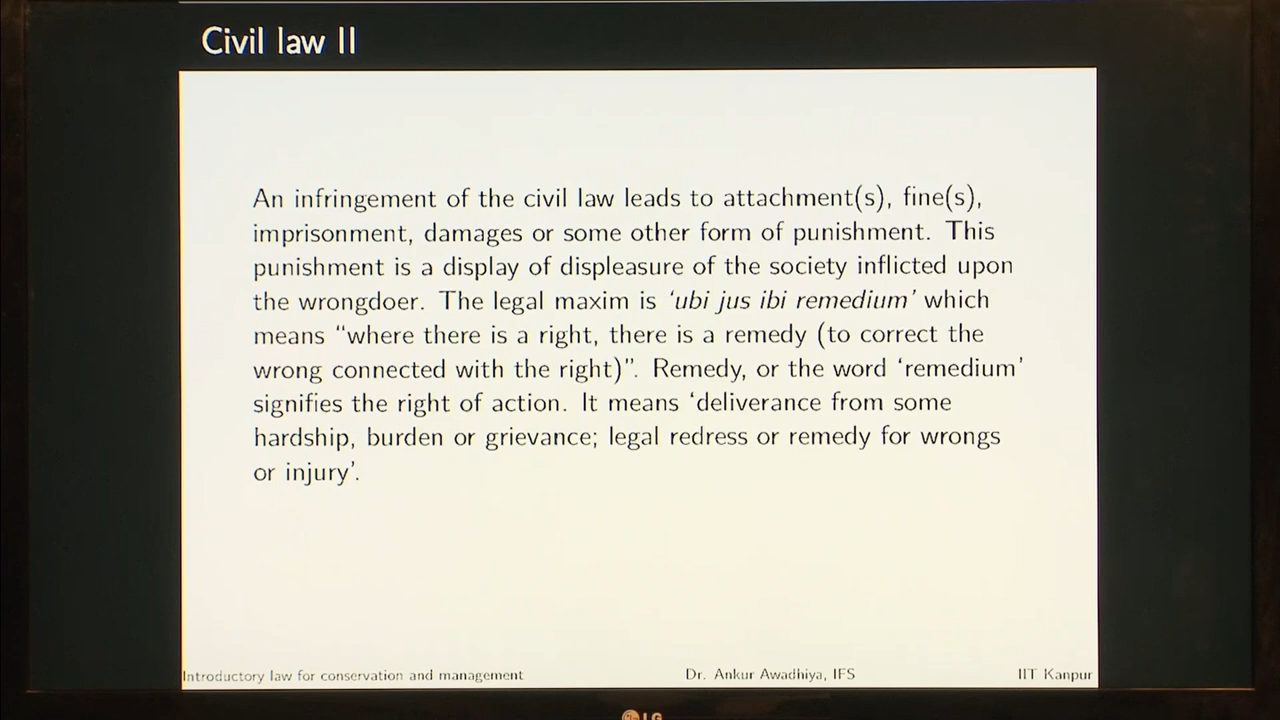 Civil law II
An infringement of the civil law leads to attachment(s), fine(s),
imprisonment, damages or some other form of punishment. This
punishment is a display of displeasure of the society inflicted upon
the wrongdoer. The legal maxim is ‘ubi jus ibi remedium’ which
means “where there is a right, there is a remedy (to correct the
wrong connected with the right)”. Remedy, or the word ‘remedium’
signifies the right of action. It means ‘deliverance from some
hardship, burden or grievance; legal redress or remedy for wrongs
or injury’.
Introductory law for conservation and management Dr. Ankur Awadhiya, IFS IIT Kanpur
LG